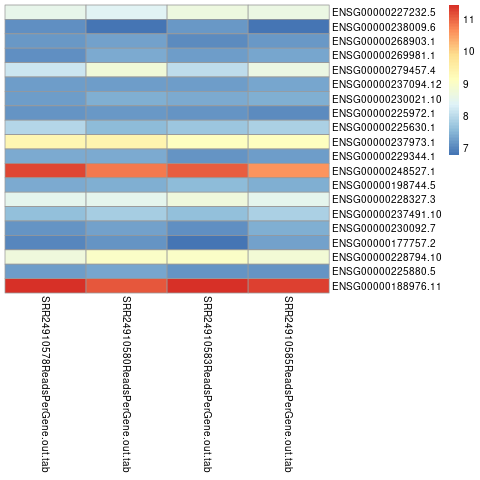 ENSG00000227232.5
ENSG00000238009.6
ENSG00000268903.1
ENSG00000269981.1
ENSG00000279457.4
ENSG00000237094.12
ENSG00000230021.10
ENSG00000225972.1
ENSG00000225630.1
ENSG00000237973.1
ENSG00000229344.1
ENSG00000248527.1
ENSG00000198744.5
ENSG00000228327.3
ENSG00000237491.10
ENSG00000230092.7
ENSG00000177757.2
ENSG00000228794.10
ENSG00000225880.5
ENSG00000188976.11
11
10
9
8
7
SRR24910578ReadsPerGene.out.tab
SRR24910580ReadsPerGene.out.tab
SRR24910583ReadsPerGene.out.tab
SRR24910585ReadsPerGene.out.tab